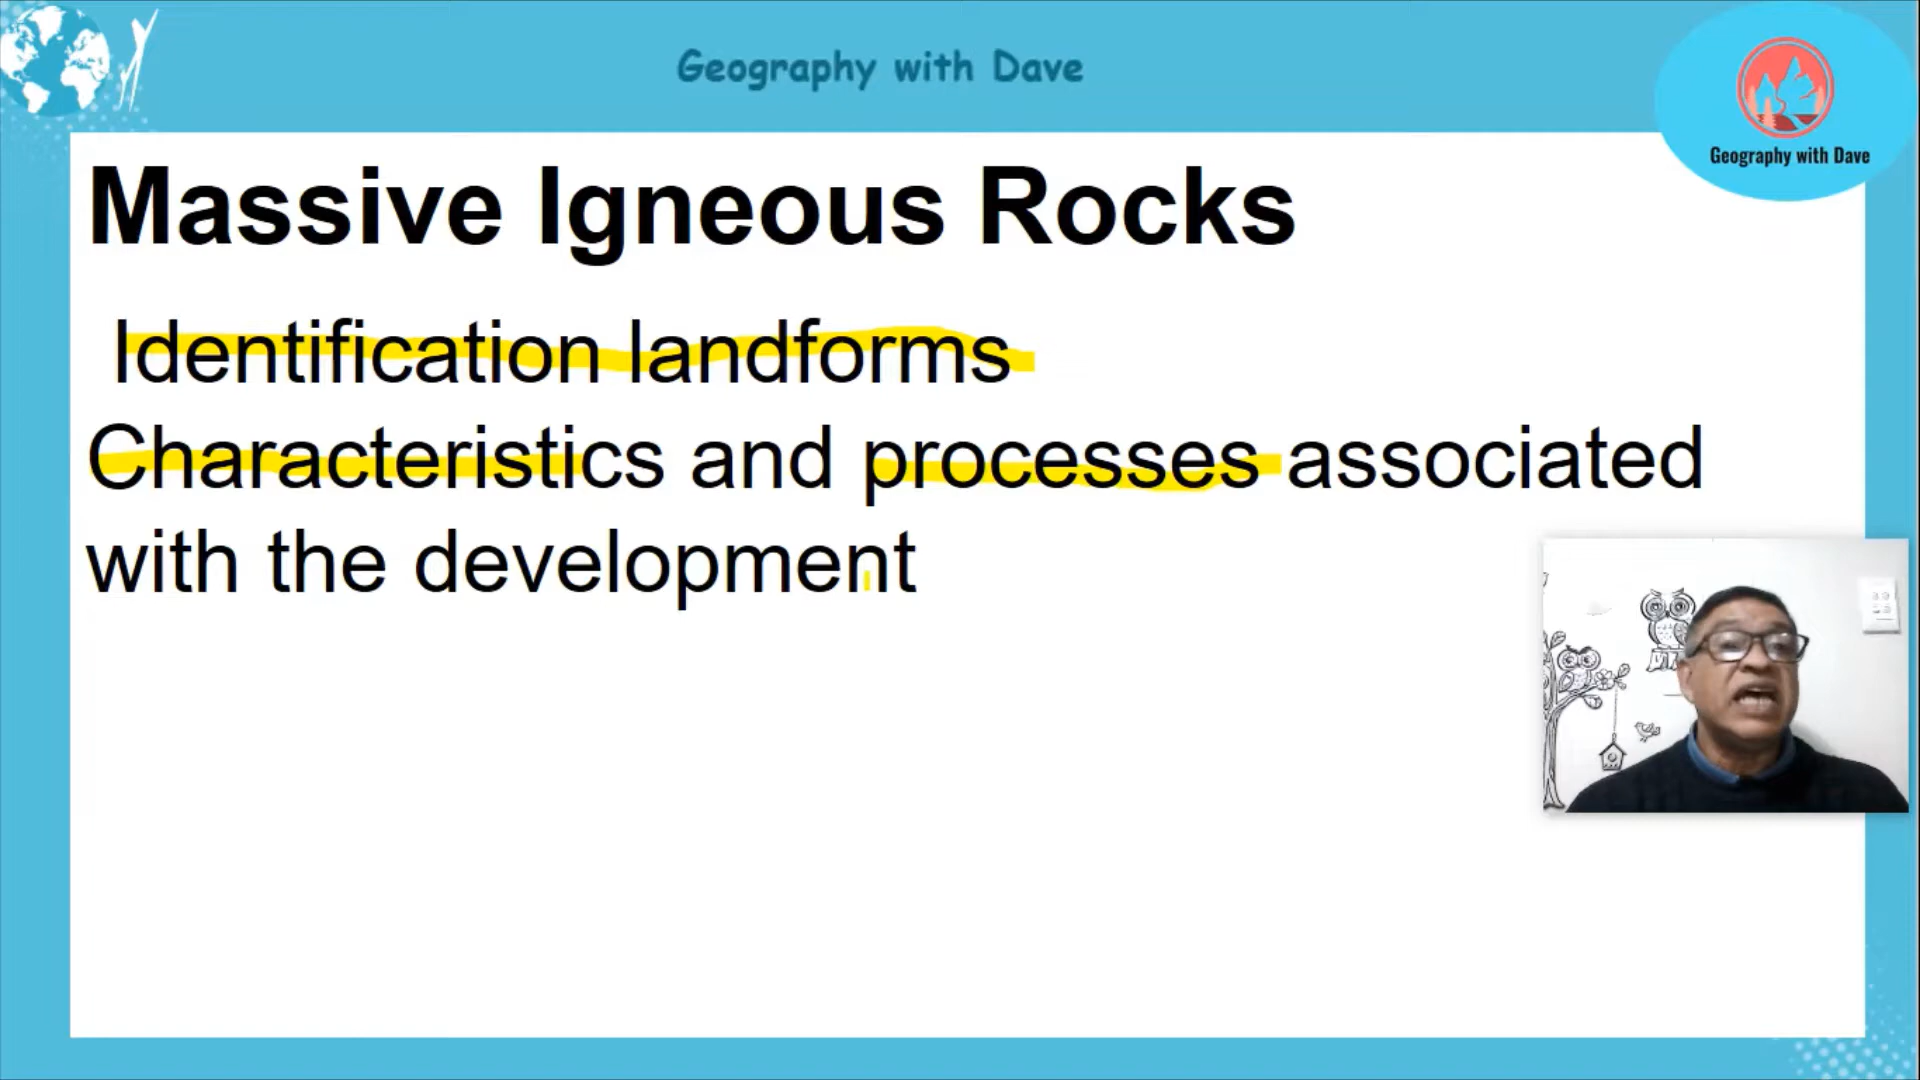 Geography with Dave
Geography with Dave
Massive Igneous Rocks
Identification landforms
Characteristics and processes associated
with the development